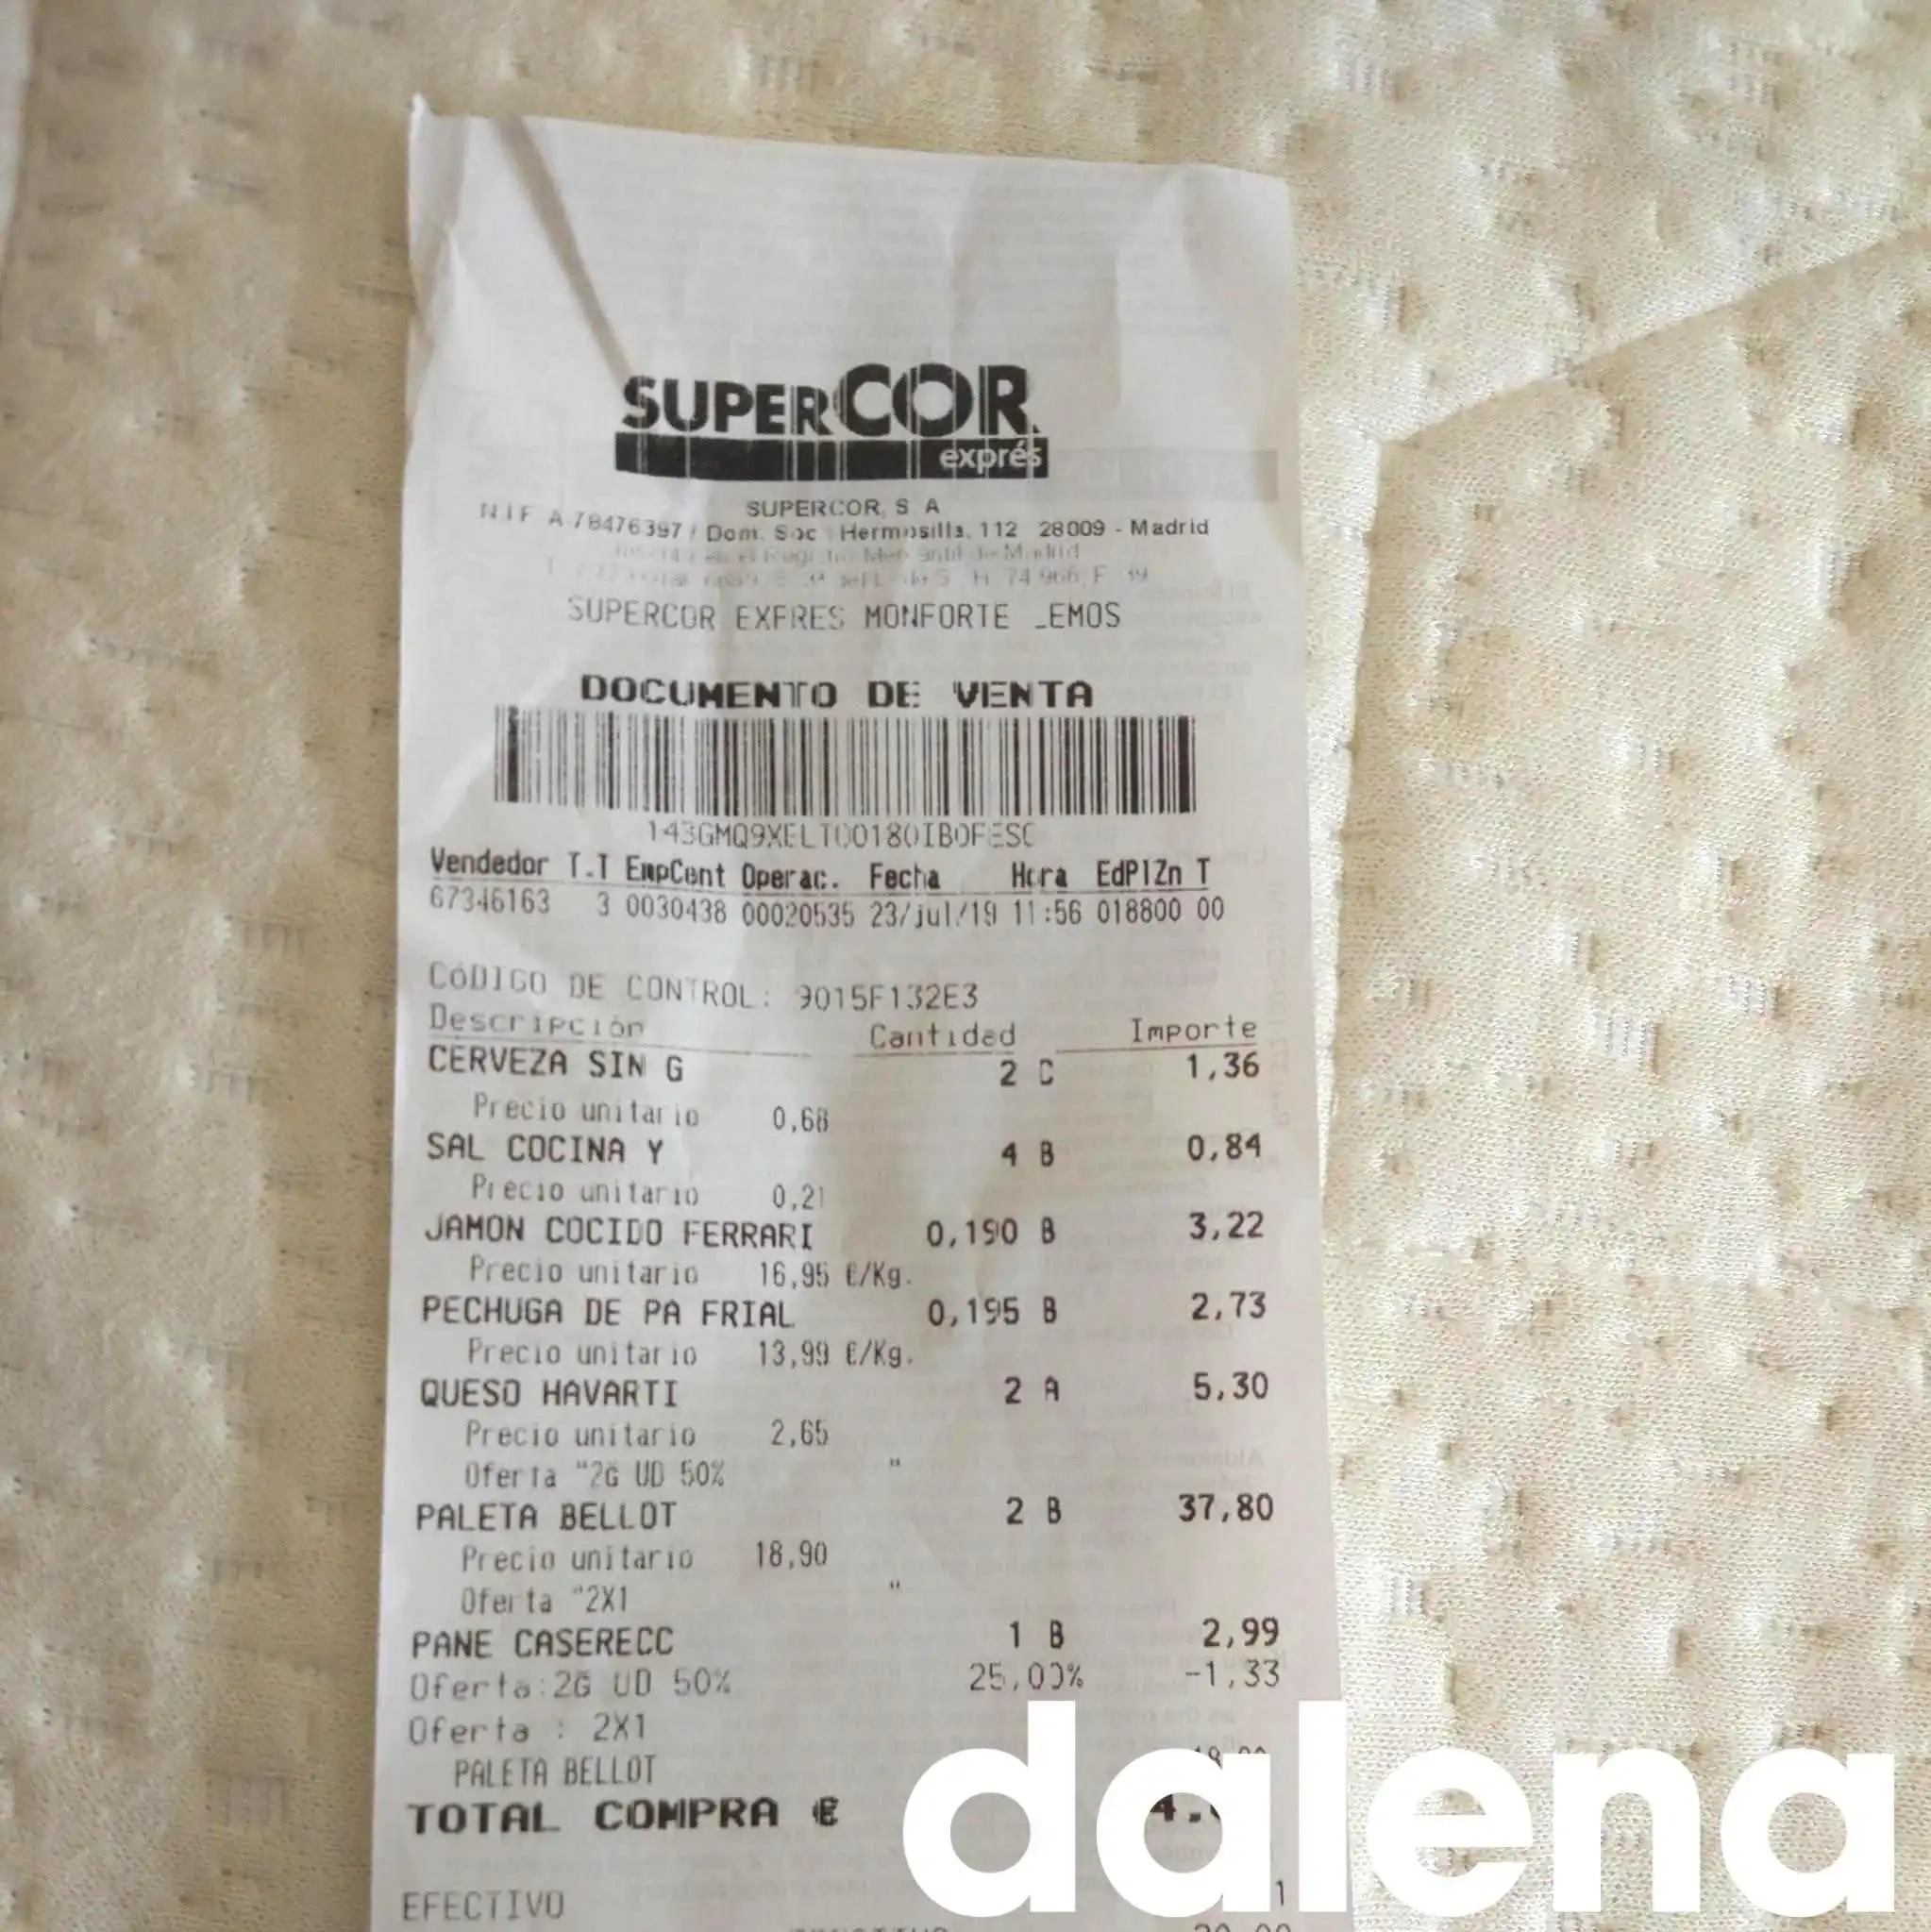 SUPERCOR
exprés
SUPERCOR, S A
NIF A-78476397 / Dom. Soc : Hermosilla, 112 28009 - Madrid
SUPERCOR EXPRES MONFORTE LEMOS
DOCUMENTO DE VENTA
Vendedor T.T EmpCent Operac. Fecha Hora EdPlZn T
67346163 3 0030438 00020535 23/jul/19 11:56 018800 00
CóDIGO DE CONTROL: 9015F132E3
Descripción Cantidad Importe
CERVEZA SIN G 2 C 1,36
Precio unitario 0,68
SAL COCINA Y 4 B 0,84
Precio unitario 0,21
JAMON COCIDO FERRARI 0,190 B 3,22
Precio unitario 16,95 €/Kg.
PECHUGA DE PA FRIAL 0,195 B 2,73
Precio unitario 13,99 €/Kg.
QUESO HAVARTI 2 A 5,30
Precio unitario 2,65
Oferta "2ª UD 50% "
PALETA BELLOT 2 B 37,80
Precio unitario 18,90
Oferta "2X1 "
PANE CASERECC 1 B 2,99
Oferta:2ª UD 50% 25,00% -1,33
Oferta : 2X1
PALETA BELLOT
TOTAL COMPRA €
EFECTIVO
dalena